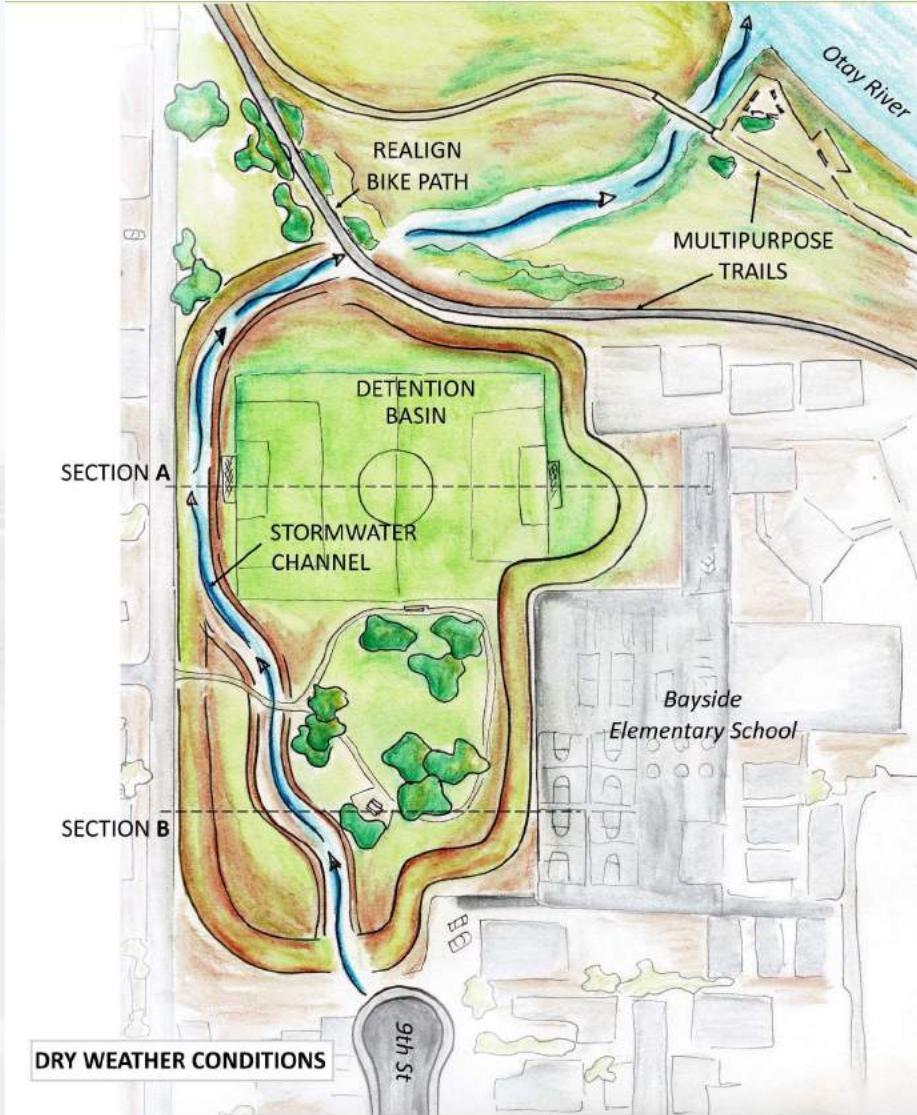 Otay River
REALIGN
BIKE PATH
MULTIPURPOSE
TRAILS
DETENTION
BASIN
SECTION A
STORMWATER
CHANNEL
Bayside
Elementary School
SECTION B
9th St
DRY WEATHER CONDITIONS